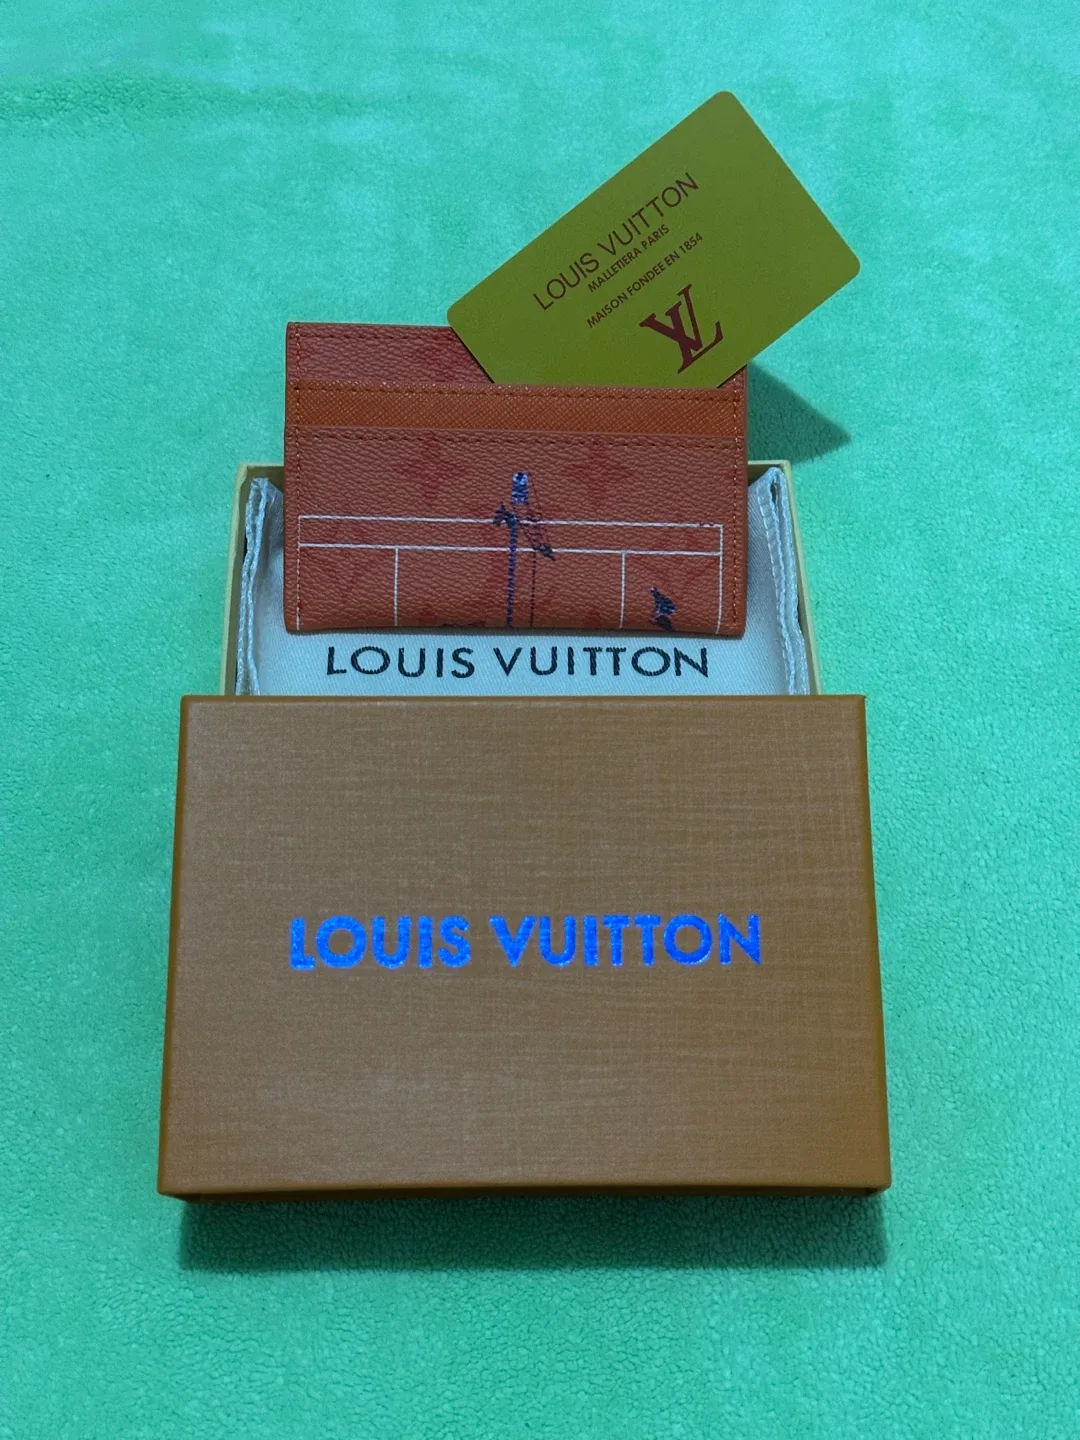 LOUIS VUITTON
MALLETIERA PARIS
MAISON FONDEE EN 1854
LV
LOUIS VUITTON
LOUIS VUITTON